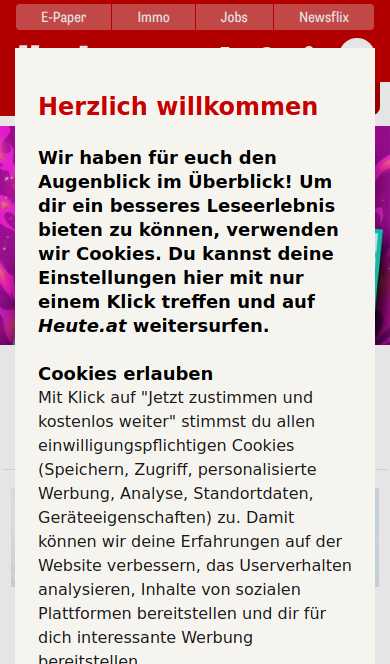 E-Paper
Immo
Jobs
Newsflix
Herzlich willkommen
Wir haben für euch den
Augenblick im Überblick! Um
dir ein besseres Leseerlebnis
bieten zu können, verwenden
wir Cookies. Du kannst deine
Einstellungen hier mit nur
einem Klick treffen und auf
Heute.at weitersurfen.
Cookies erlauben
Mit Klick auf "Jetzt zustimmen und
kostenlos weiter" stimmst du allen
einwilligungspflichtigen Cookies
(Speichern, Zugriff, personalisierte
Werbung, Analyse, Standortdaten,
Geräteeigenschaften) zu. Damit
können wir deine Erfahrungen auf der
Website verbessern, das Userverhalten
analysieren, Inhalte von sozialen
Plattformen bereitstellen und dir für
dich interessante Werbung
bereitstellen